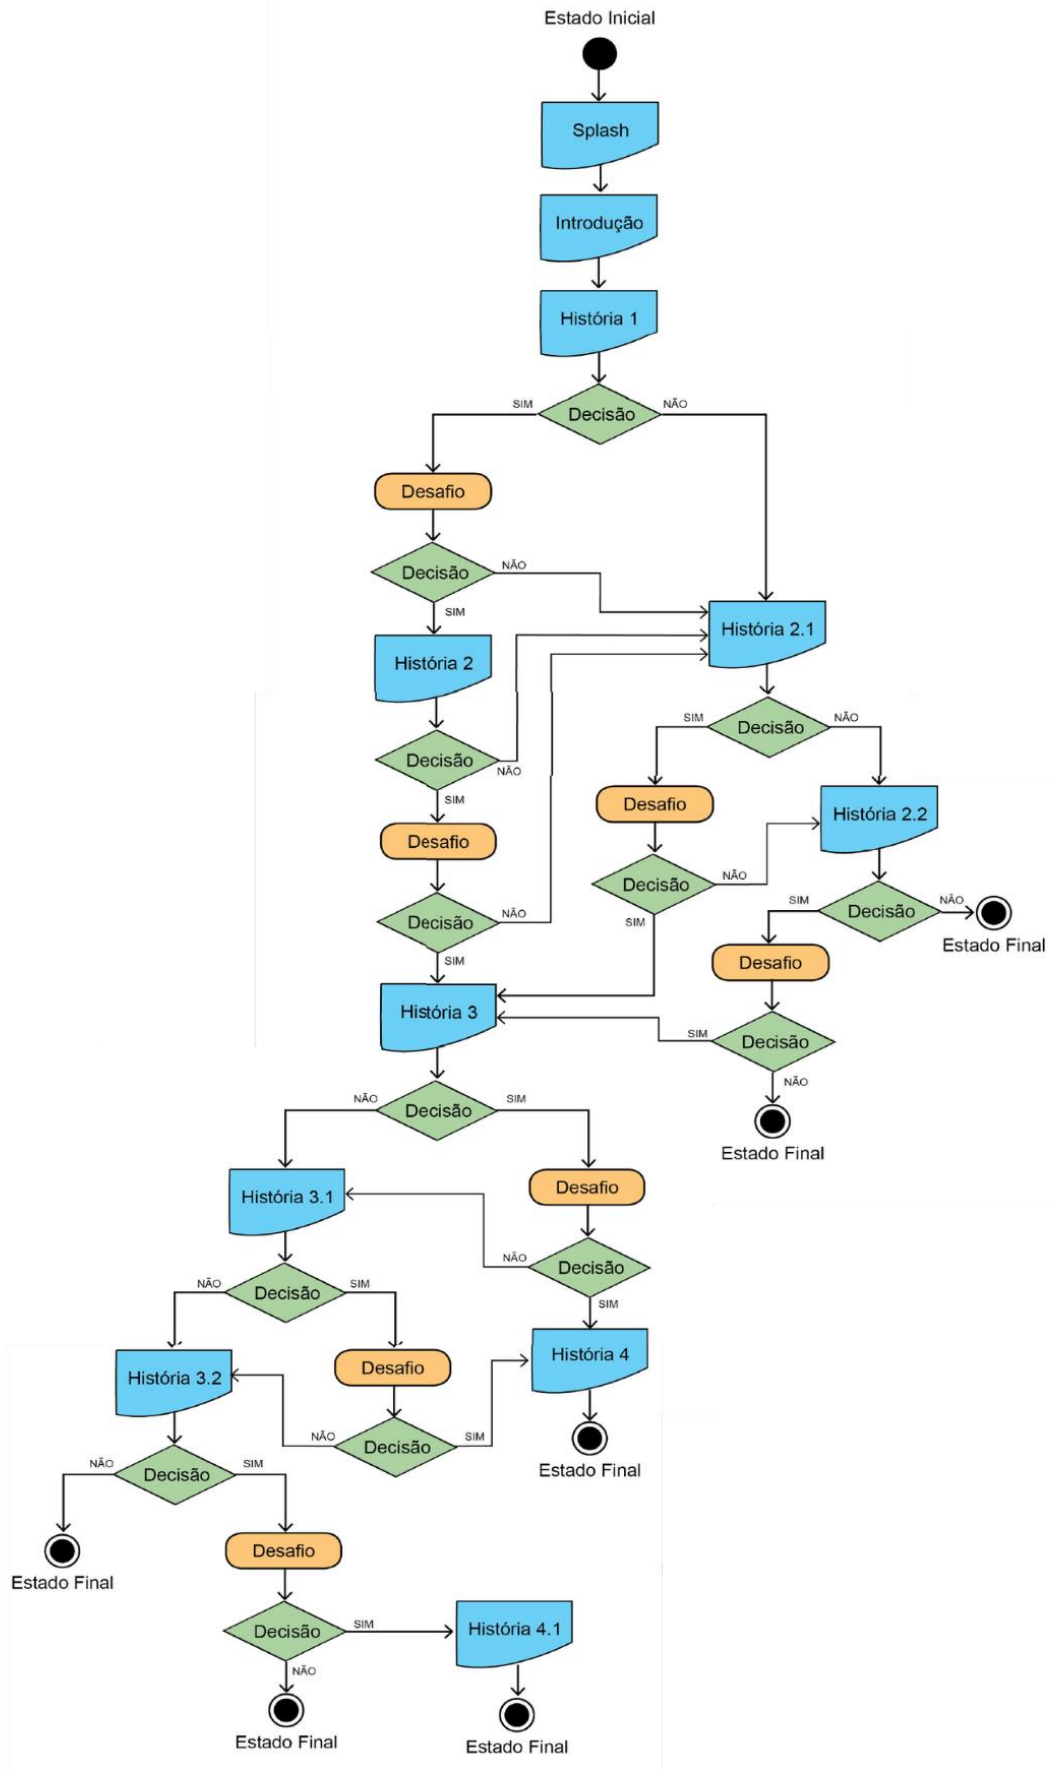 Estado Inicial
Splash
Introdução
História 1
SIM
Decisão
NÃO
Desafio
Decisão
NÃO
SIM
História 2.1
História 2
SIM
Decisão
NÃO
Decisão
NÃO
SIM
Desafio
História 2.2
Desafio
Decisão
NÃO
SIM
Decisão
NÃO
Decisão
NÃO
SIM
Estado Final
SIM
Desafio
História 3
SIM
Decisão
NÃO
NÃO
Decisão
SIM
Estado Final
História 3.1
Desafio
NÃO
Decisão
SIM
NÃO
Decisão
SIM
História 4
Desafio
História 3.2
NÃO
Decisão
SIM
NÃO
Decisão
SIM
Estado Final
Desafio
Estado Final
Decisão
SIM
História 4.1
NÃO
Estado Final
Estado Final